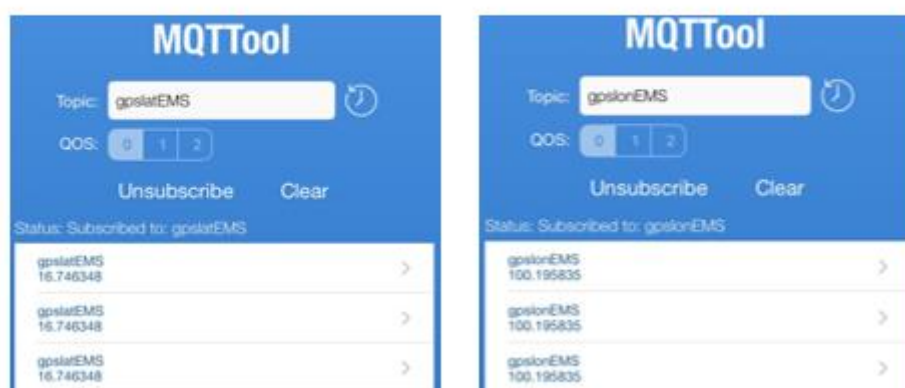 MQTTool
Topic: gpslatEMS
QOS: 0 1 2
Unsubscribe Clear
Status: Subscribed to: gpslatEMS
gpslatEMS
16.746348
gpslatEMS
16.746348
gpslatEMS
16.746348
MQTTool
Topic: gpslonEMS
QOS: 0 1 2
Unsubscribe Clear
Status: Subscribed to: gpslonEMS
gpslonEMS
100.195835
gpslonEMS
100.195835
gpslonEMS
100.195835